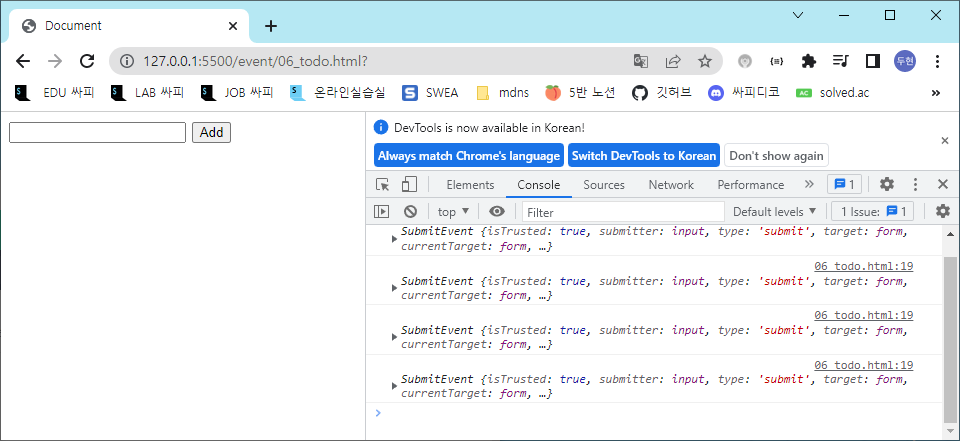 Document
127.0.0.1:5500/event/06_todo.html?
두현
EDU 싸피 LAB 싸피 JOB 싸피 온라인실습실 SWEA mdns 5반 노션 깃허브 싸피디코 solved.ac »
Add
DevTools is now available in Korean!
Always match Chrome's language Switch DevTools to Korean Don't show again
Elements Console Sources Network Performance » 1
top Filter Default levels 1 Issue: 1
SubmitEvent {isTrusted: true, submitter: input, type: 'submit', target: form,
currentTarget: form, …}
06_todo.html:19
SubmitEvent {isTrusted: true, submitter: input, type: 'submit', target: form,
currentTarget: form, …}
06_todo.html:19
SubmitEvent {isTrusted: true, submitter: input, type: 'submit', target: form,
currentTarget: form, …}
06_todo.html:19
SubmitEvent {isTrusted: true, submitter: input, type: 'submit', target: form,
currentTarget: form, …}